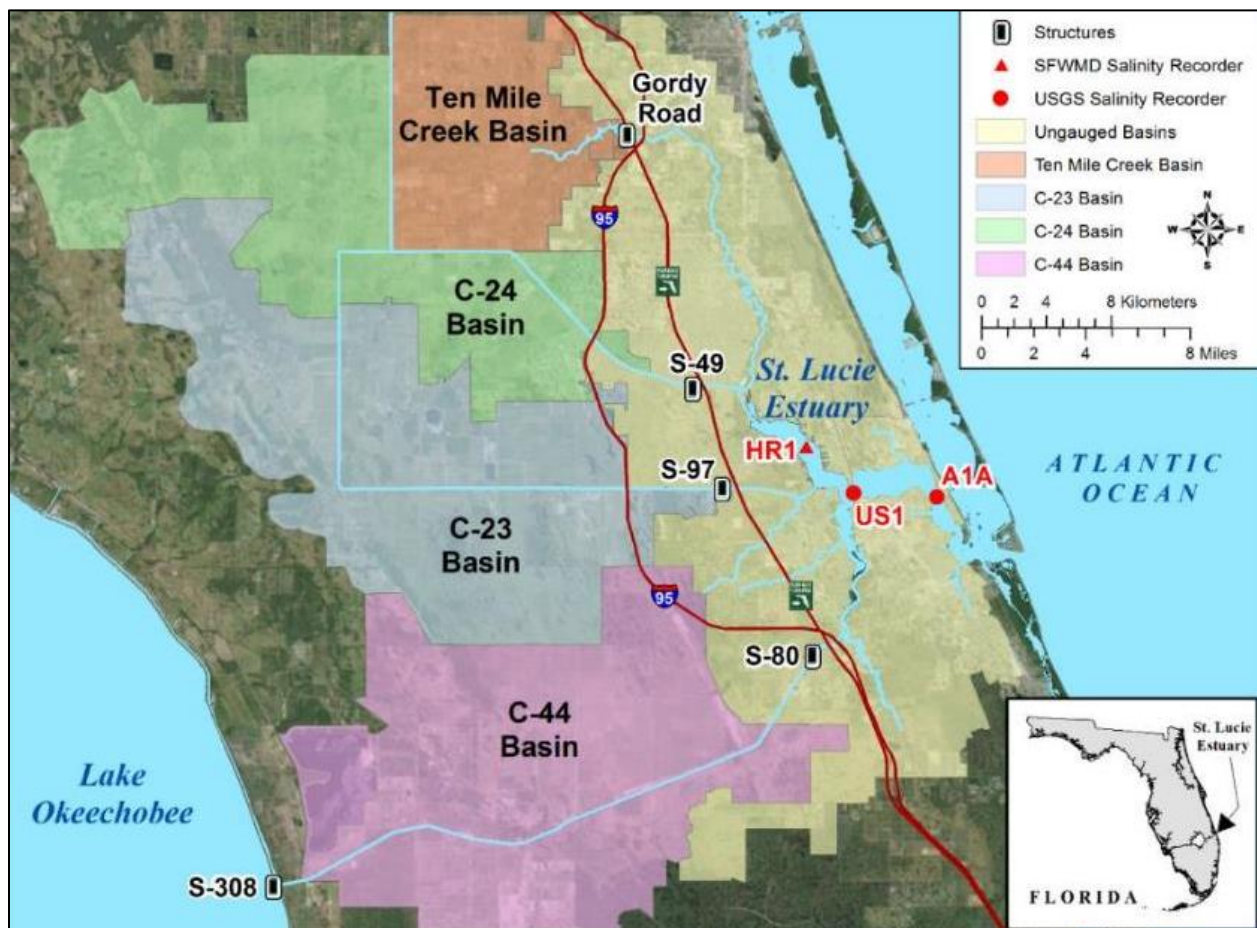 Structures
SFWMD Salinity Recorder
USGS Salinity Recorder
Ungauged Basins
Ten Mile Creek Basin
C-23 Basin
C-24 Basin
C-44 Basin
N
W E
S
0 2 4 8 Kilometers
0 2 4 8 Miles
Ten Mile
Creek Basin
Gordy
Road
95
C-24
Basin
S-49
St. Lucie
Estuary
HR1
S-97
US1
A1A
ATLANTIC
OCEAN
C-23
Basin
95
S-80
C-44
Basin
Lake
Okeechobee
S-308
St. Lucie
Estuary
FLORIDA